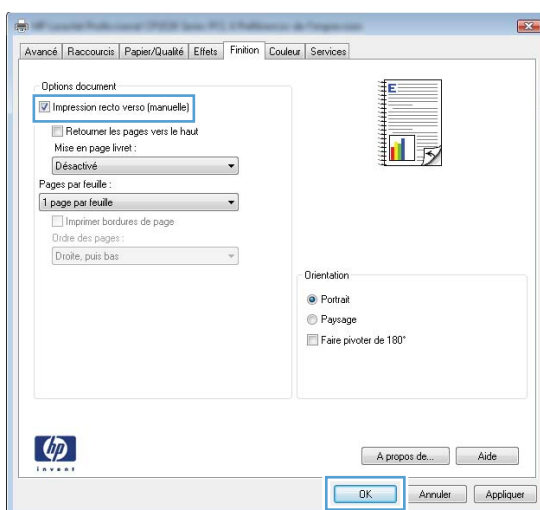 Avancé Raccourcis Papier/Qualité Effets Finition Couleur Services
Options document
Impression recto verso (manuelle)
Retourner les pages vers le haut
Mise en page livret :
Désactivé
Pages par feuille :
1 page par feuille
Imprimer bordures de page
Ordre des pages :
Droite, puis bas
E
Orientation
Portrait
Paysage
Faire pivoter de 180°
hp
invent
A propos de... Aide
OK Annuler Appliquer